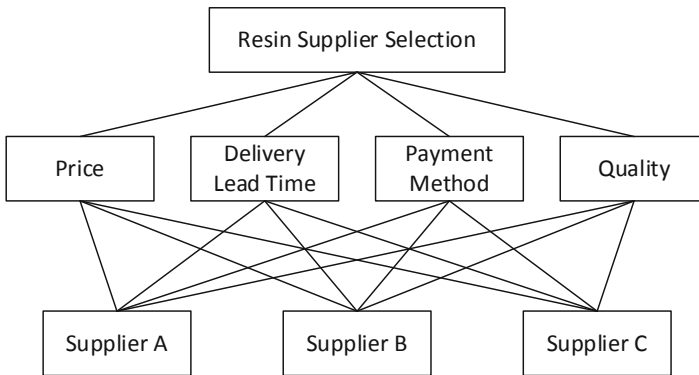 Resin Supplier Selection
Price
Delivery
Lead Time
Payment
Method
Quality
Supplier A
Supplier B
Supplier C